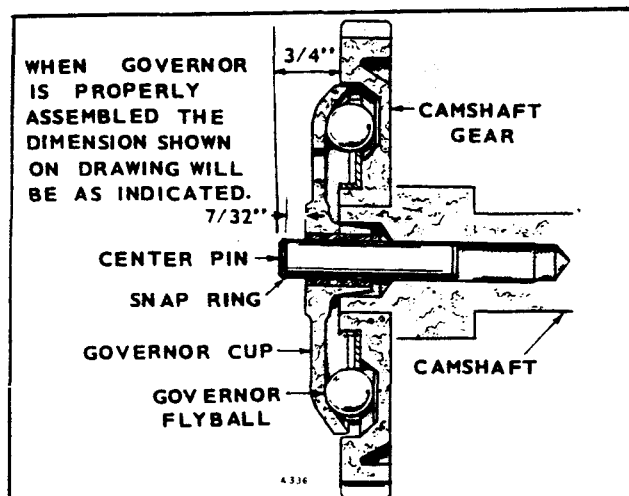 3/4"
WHEN GOVERNOR
IS PROPERLY
ASSEMBLED THE
DIMENSION SHOWN
ON DRAWING WILL
BE AS INDICATED.
7/32"
CAMSHAFT
GEAR
CENTER PIN
SNAP RING
GOVERNOR CUP
CAMSHAFT
GOVERNOR
FLYBALL
A336